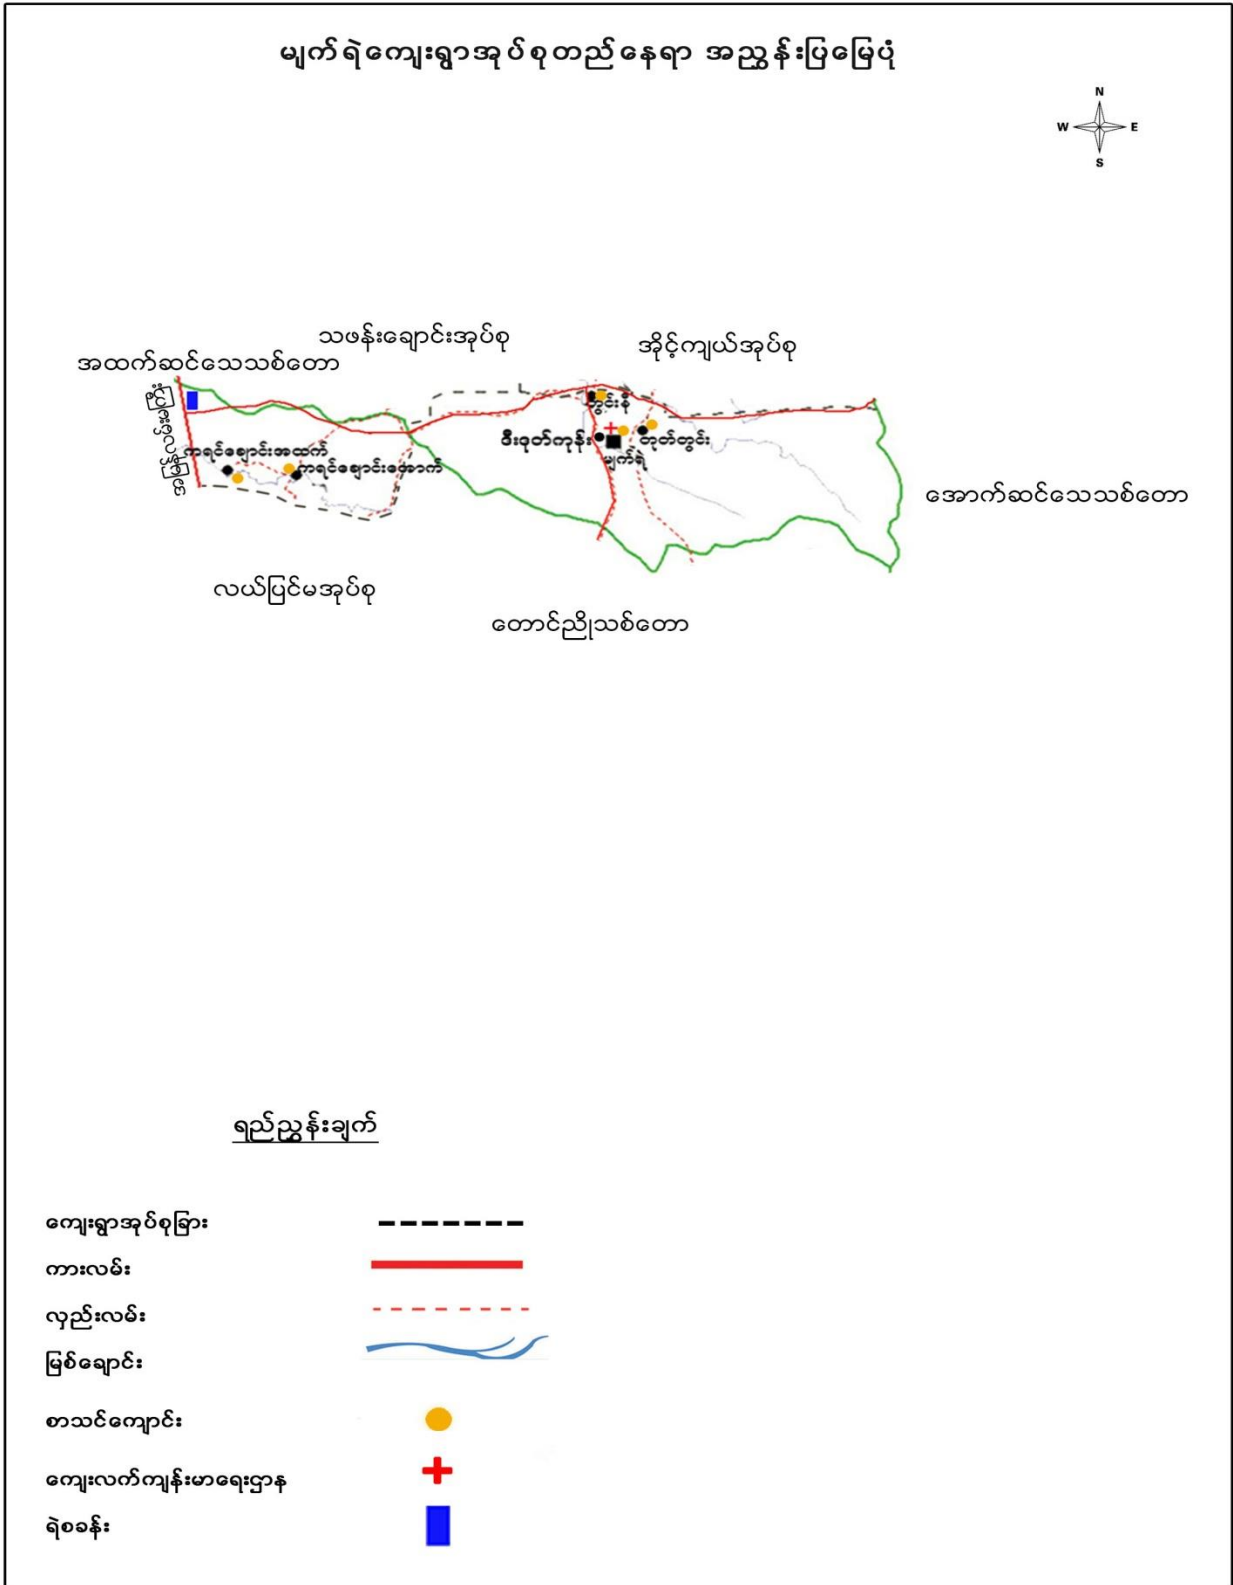 မျက်ရဲကျေးရွာအုပ်စုတည်နေရာ အညွှန်းပြမြေပုံ
N
W E
S
သဖန်းချောင်းအုပ်စု
အိုင့်ကျယ်အုပ်စု
အထက်ဆင်သေသစ်တော
တွင်းနီ
ဒီးဒုတ်ကုန်း
တုတ်တွင်း
မျက်ရဲ
ကရင်ချောင်းအထက်
ကရင်ချောင်းအောက်
အောက်ဆင်သေသစ်တော
လယ်ပြင်မအုပ်စု
တောင်ညိုသစ်တော
ရည်ညွှန်းချက်
ကျေးရွာအုပ်စုခြား
ကားလမ်း
လှည်းလမ်း
မြစ်ချောင်း
စာသင်ကျောင်း
ကျေးလက်ကျန်းမာရေးဌာန
ရဲစခန်း